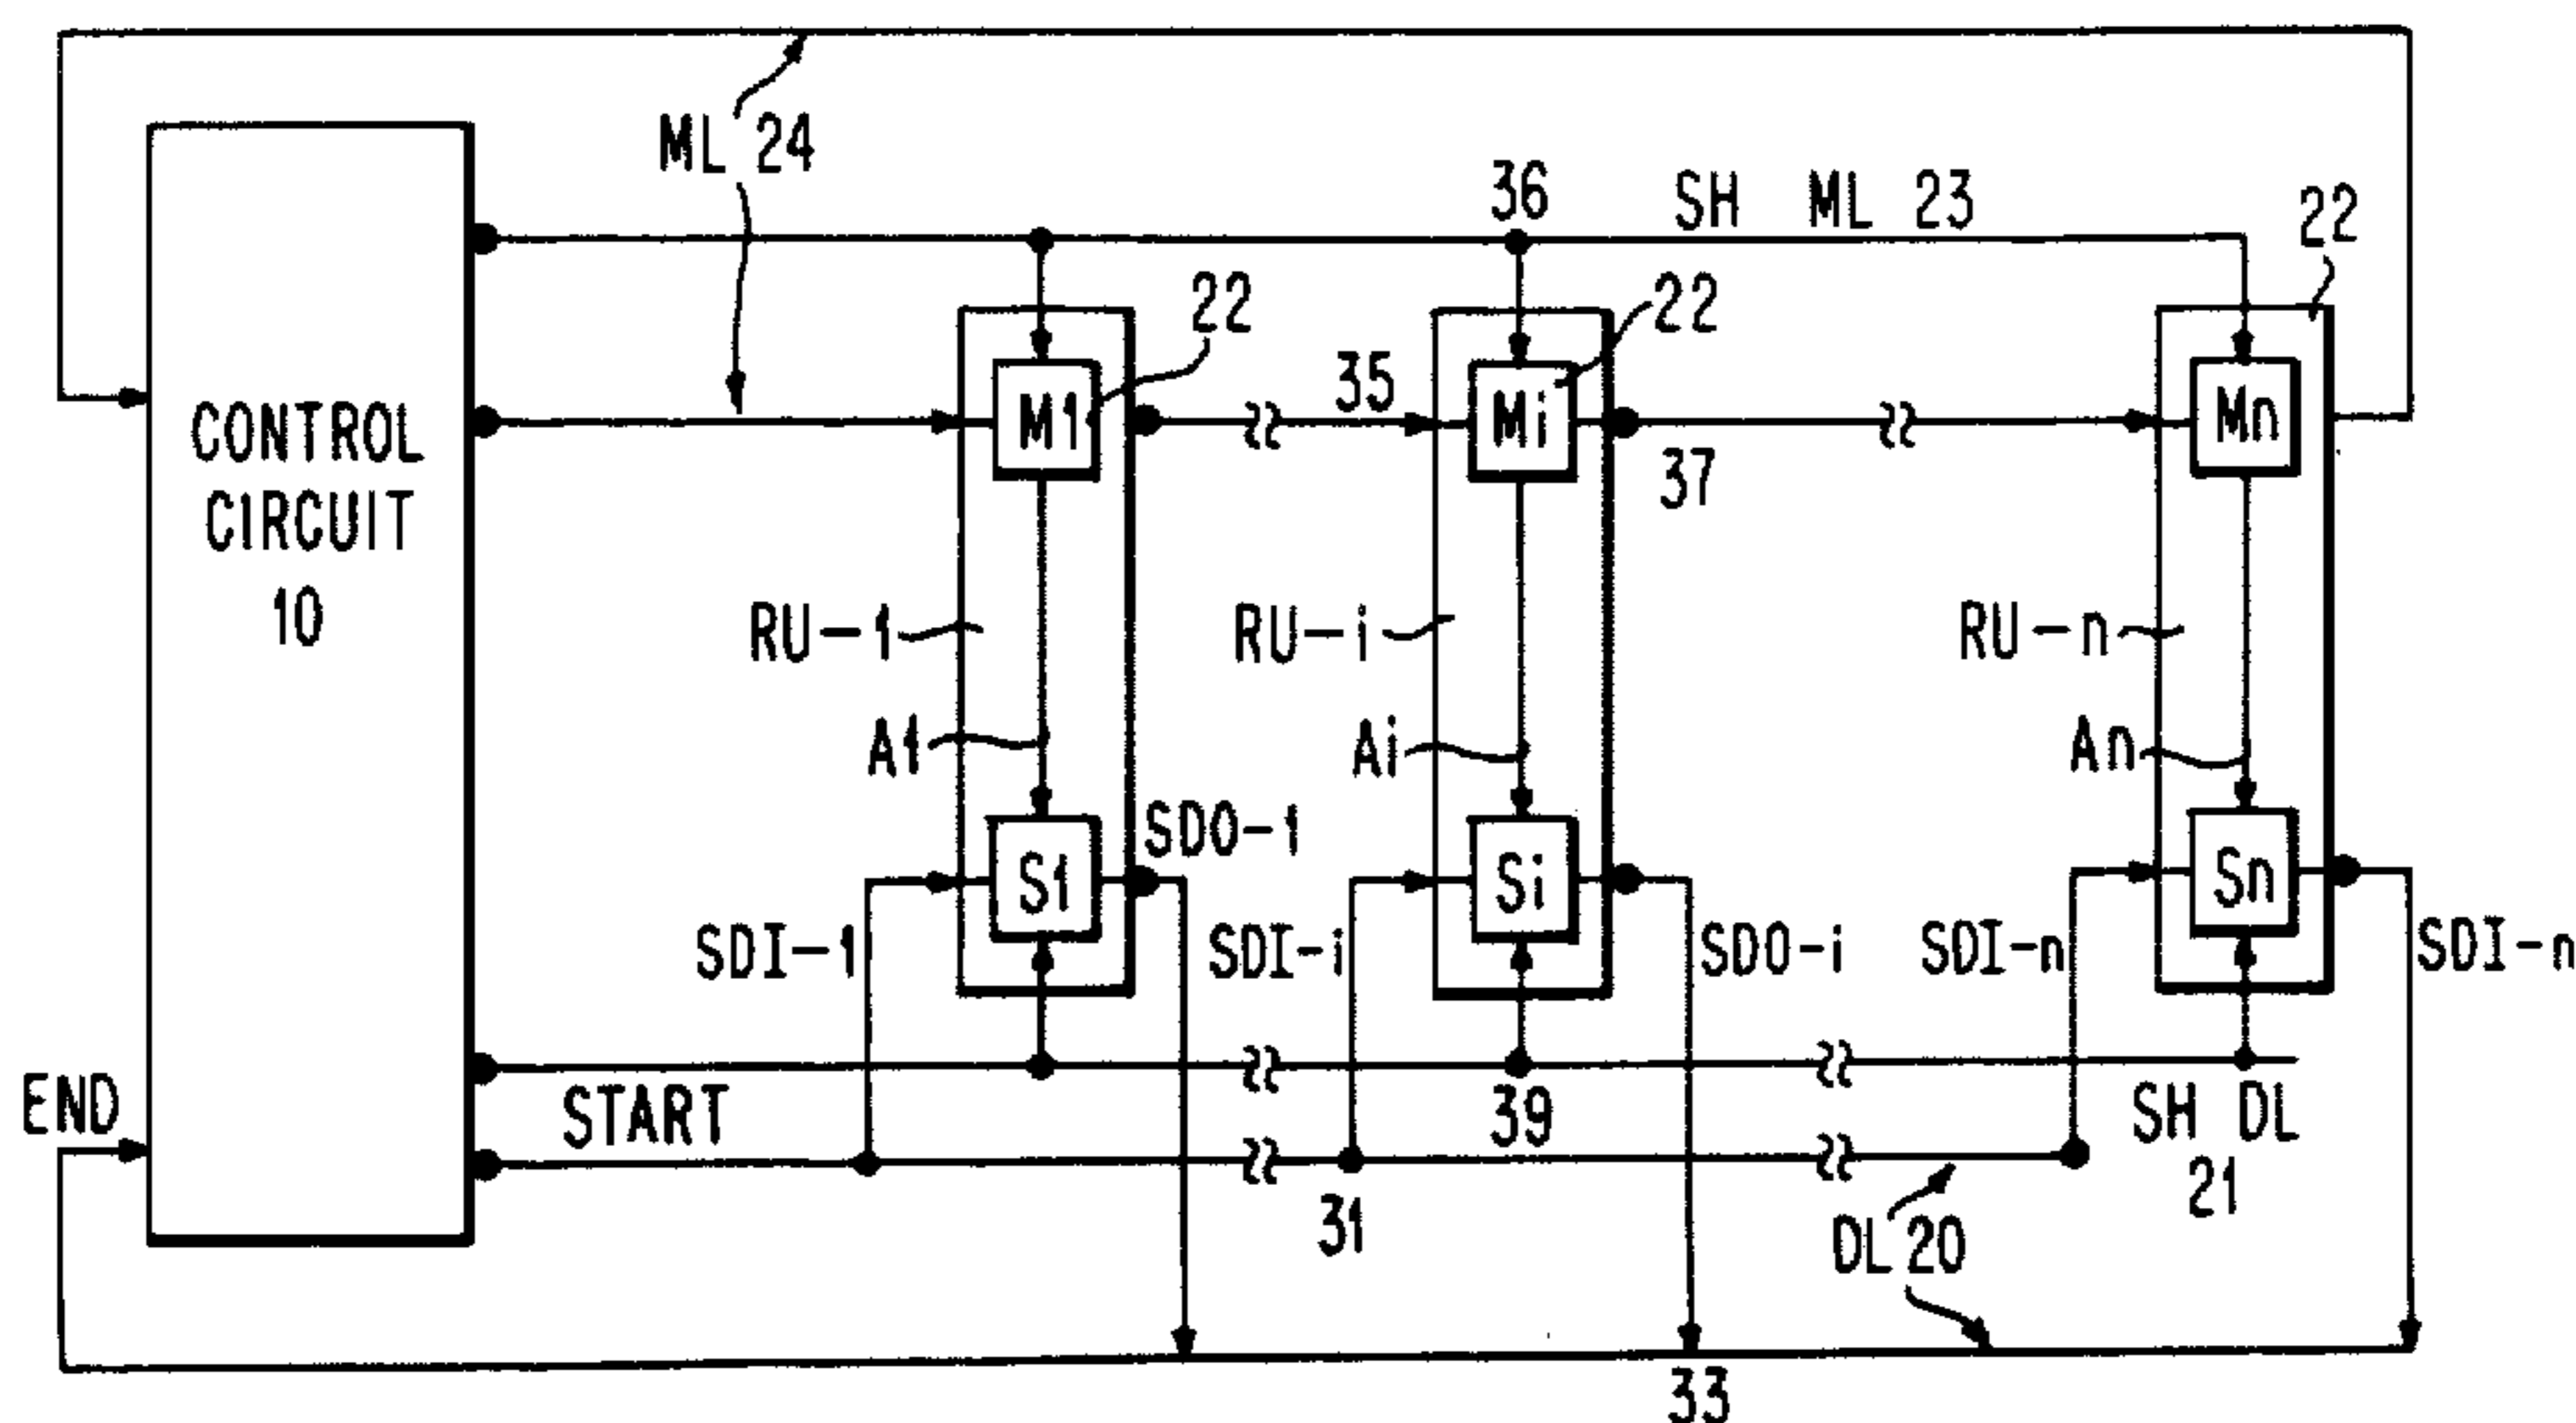 ML 24
36
SH ML 23
22
22
22
35
CONTROL
CIRCUIT
10
M1
Mi
Mn
37
RU-1
RU-i
RU-n
A1
Ai
An
SDO-1
S1
Si
Sn
SDI-1
SDI-i
SDO-i
SDI-n
SDI-n
END
START
39
SH DL
21
31
DL 20
33